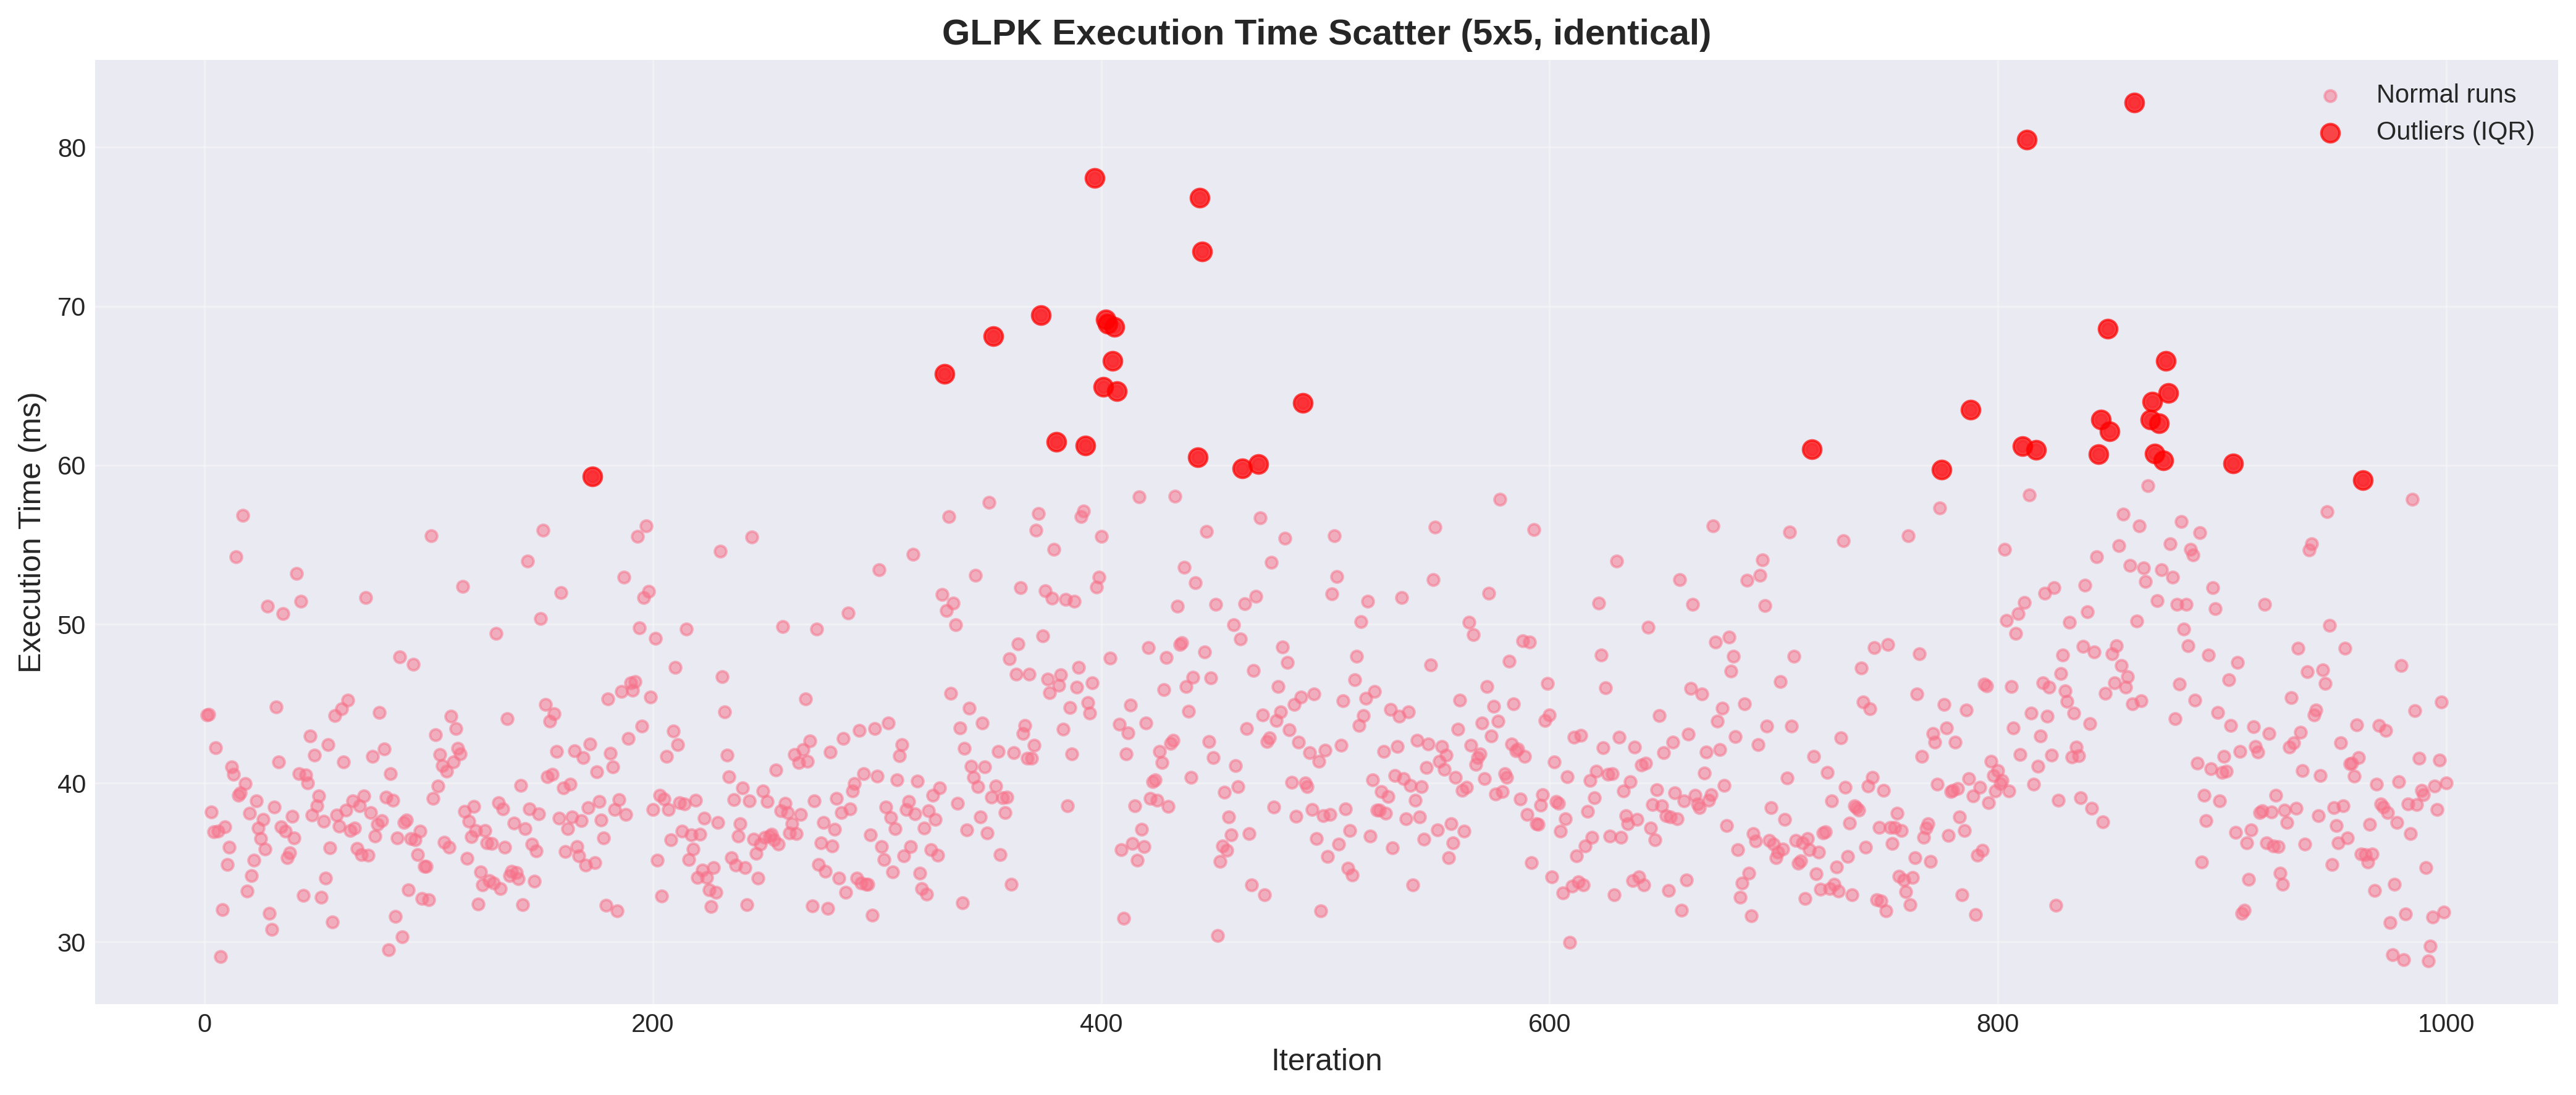 GLPK Execution Time Scatter (5x5, identical)
Normal runs
Outliers (IQR)
Execution Time (ms)
80
70
60
50
40
30
0
200
400
600
800
1000
Iteration